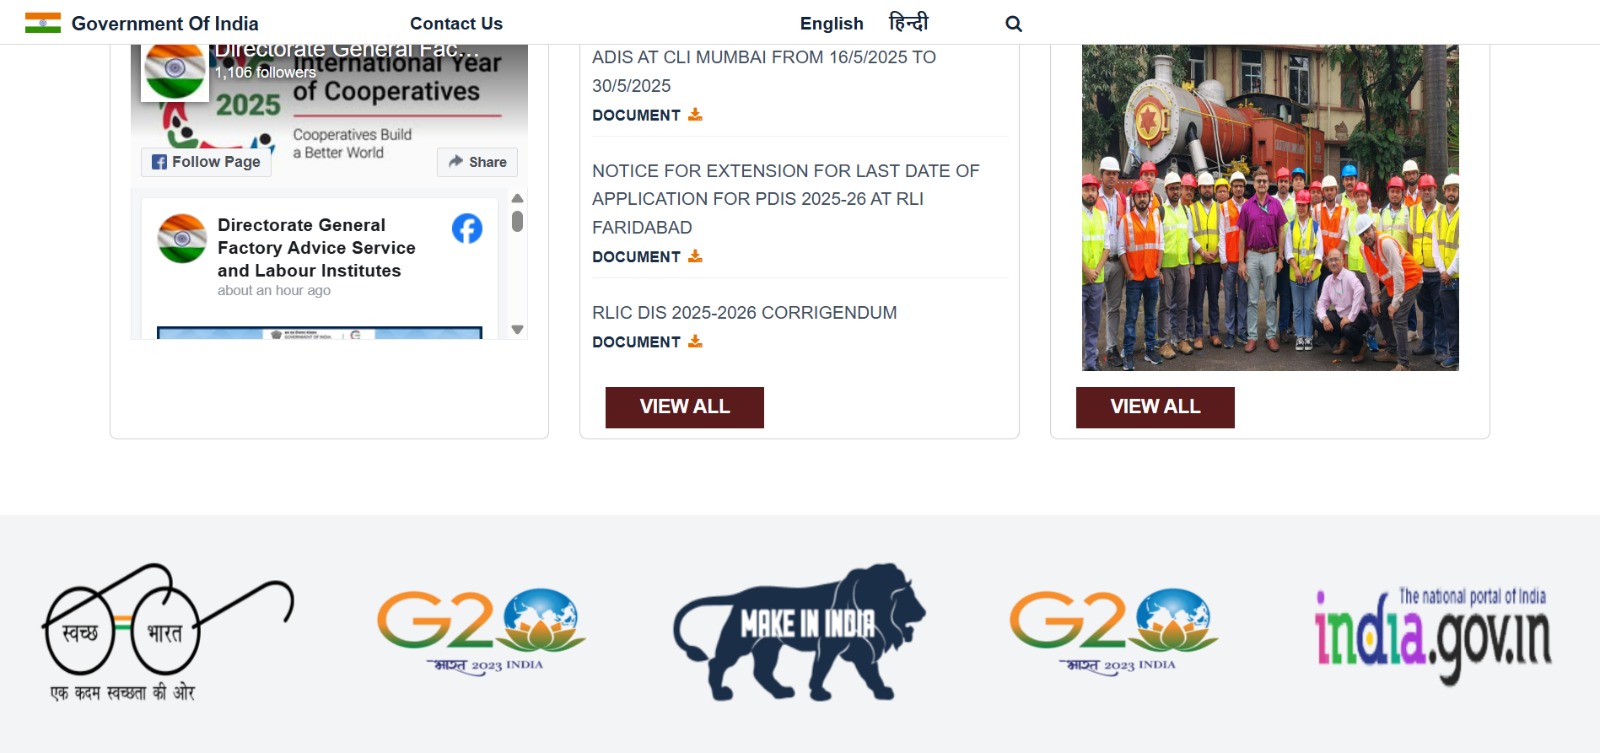 Government Of India
Contact Us
English
हिन्दी
Directorate General Fac...
1,106 followers
International Year
2025 of Cooperatives
Cooperatives Build
a Better World
Follow Page
Share
Directorate General
Factory Advice Service
and Labour Institutes
about an hour ago
ADIS AT CLI MUMBAI FROM 16/5/2025 TO
30/5/2025
DOCUMENT
NOTICE FOR EXTENSION FOR LAST DATE OF
APPLICATION FOR PDIS 2025-26 AT RLI
FARIDABAD
DOCUMENT
RLIC DIS 2025-2026 CORRIGENDUM
DOCUMENT
VIEW ALL
VIEW ALL
स्वच्छ भारत
एक कदम स्वच्छता की ओर
G20
भारत 2023 INDIA
MAKE IN INDIA
G20
भारत 2023 INDIA
The national portal of India
india.gov.in